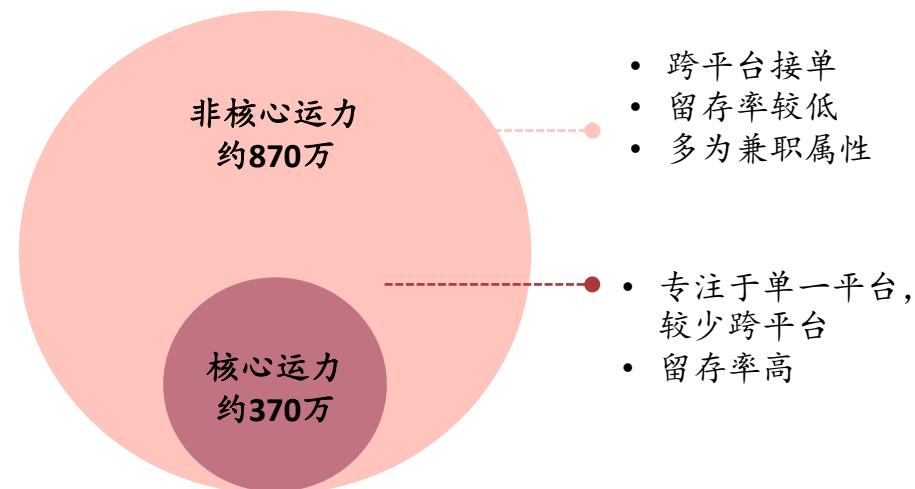 非核心运力
约870万
• 跨平台接单
• 留存率较低
• 多为兼职属性
核心运力
约370万
• 专注于单一平台，
较少跨平台
• 留存率高